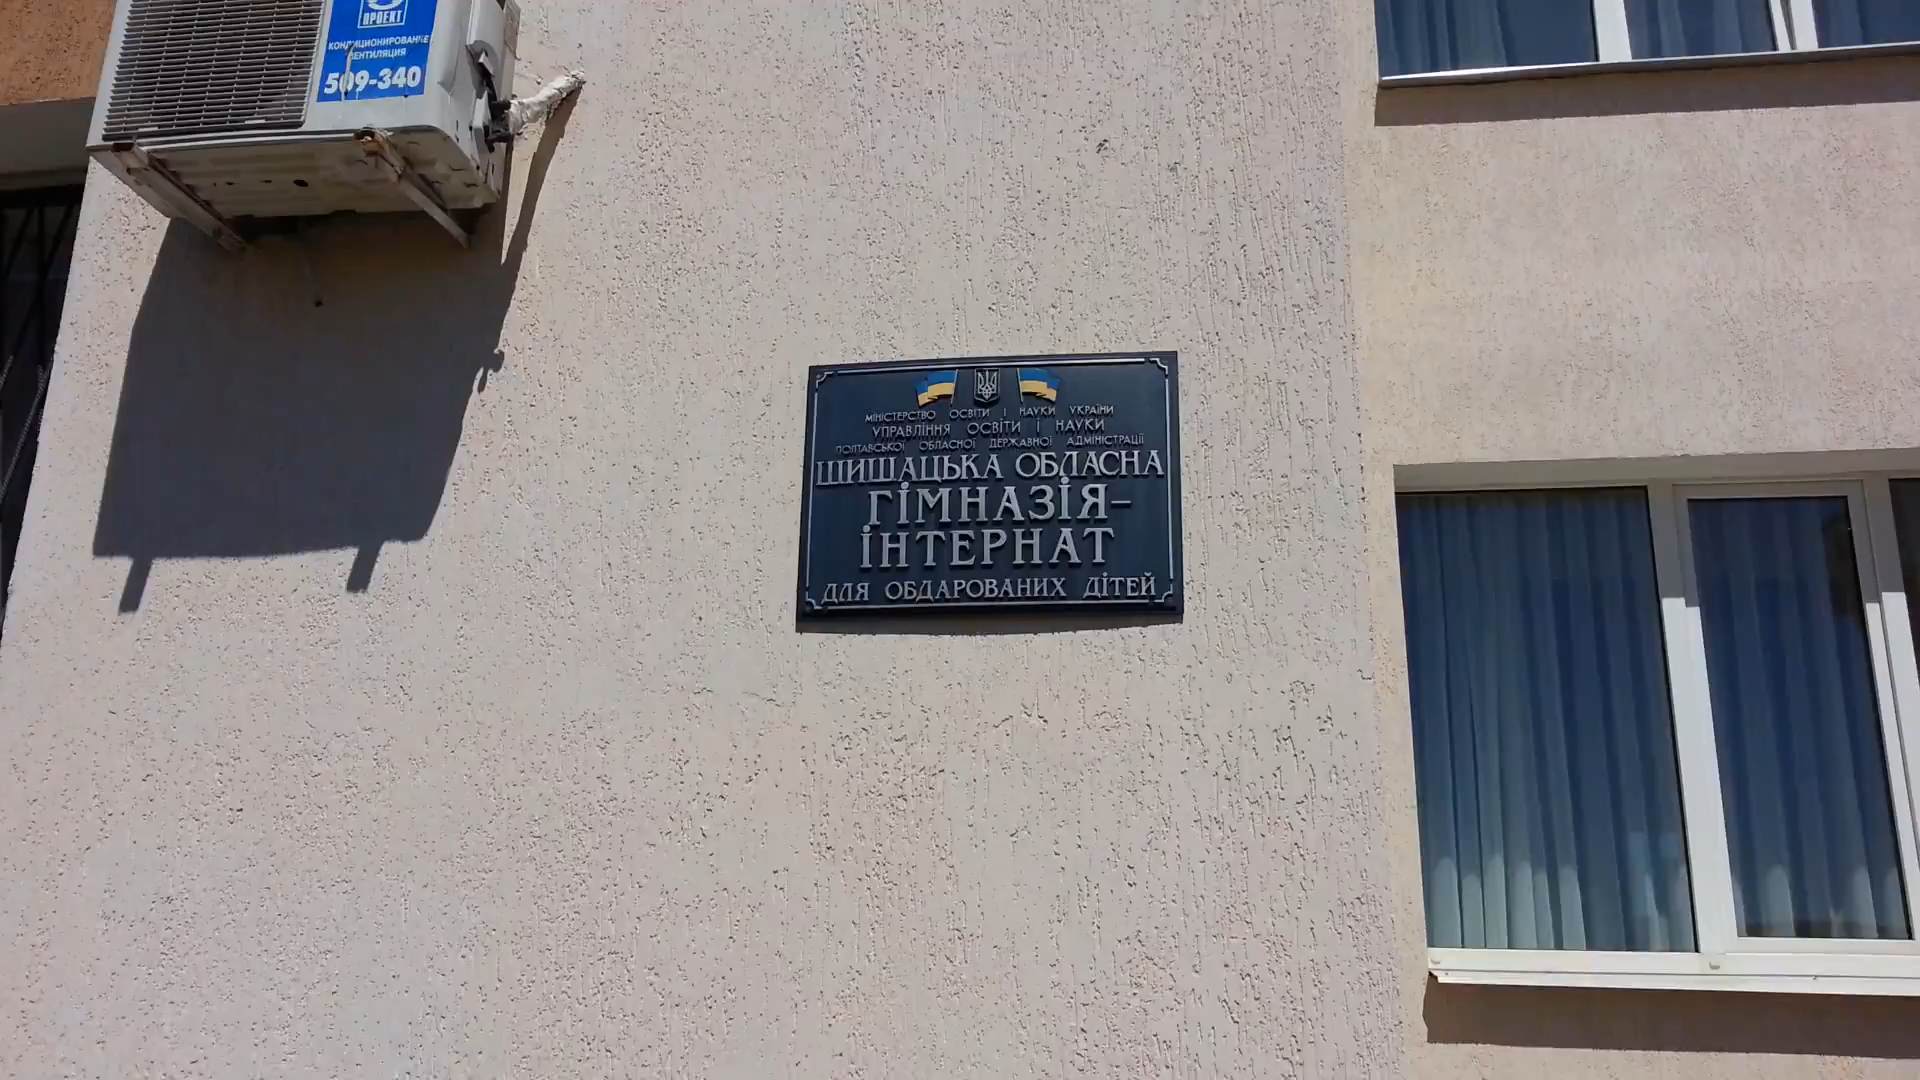 ПРОЕКТ
КОНДИЦИОНИРОВАНИЕ
ВЕНТИЛЯЦИЯ
509-340
МІНІСТЕРСТВО ОСВІТИ І НАУКИ УКРАЇНИ
УПРАВЛІННЯ ОСВІТИ І НАУКИ
ПОЛТАВСЬКОЇ ОБЛАСНОЇ ДЕРЖАВНОЇ АДМІНІСТРАЦІЇ
ШИШАЦЬКА ОБЛАСНА
ГІМНАЗІЯ–
ІНТЕРНАТ
ДЛЯ ОБДАРОВАНИХ ДІТЕЙ